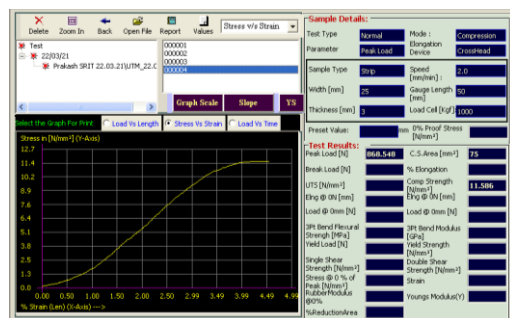 Delete Zoom In Back Open File Report Values Stress v/s Strain
Test
22/03/21
Prakash SRIT 22.03.21\UTM_22.0
000001
000002
000003
000004
Graph Scale Slope YS
Select the Graph For Print Load Vs Length Stress Vs Strain Load Vs Time
Stress in [N/mm²] (Y-Axis)
12.7
11.4
10.2
8.9
7.6
6.4
5.1
3.8
2.5
1.3
0.0
0.00 0.50 1.00 1.50 2.00 2.50 2.99 3.49 3.99 4.49 4.99
% Strain (Len) (X-Axis) --->
Sample Details: -
Test Type Normal Mode : Compression
Parameter Peak Load Elongation Device CrossHead
Sample Type Strip Speed [mm/min] : 2.0
Width [mm] 25 Gauge Length [mm] 50
Thickness [mm] 3 Load Cell [Kgf] 1000
Preset Value: mm 0% Proof Stress [N/mm²]
Test Results:
Peak Load [N] 868.548 C.S.Area [mm²] 75
Break Load [N] % Elongation
UTS [N/mm²] Comp Strength [N/mm²] 11.586
Elng @ 0N [mm] Elng @ 0N [mm]
Load @ 0mm [N] Load @ 0mm [N]
3Pt Bend Flexural Strengh [MPa] 3Pt Bend Modulus [GPa]
Yield Load [N] Yield Strength [N/mm²]
Single Shear Strength [N/mm²] Double Shear Strength [N/mm²]
Stress @ 0 % of Peak [N/mm²] Strain
RubberModulus @0% Youngs Modulus(Y)
%ReductionArea